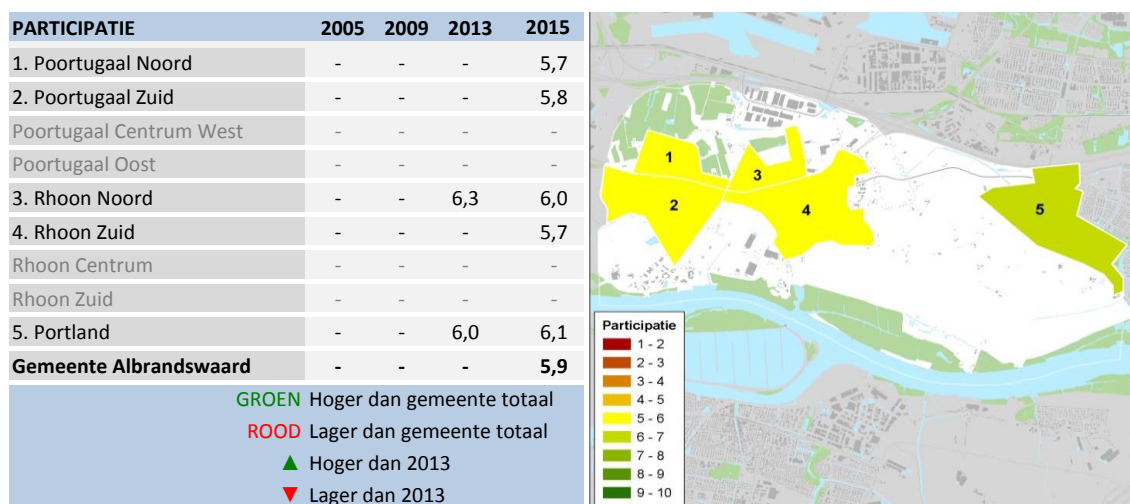 PARTICIPATIE 2005 2009 2013 2015
1. Poortugaal Noord - - - 5,7
2. Poortugaal Zuid - - - 5,8
Poortugaal Centrum West - - - -
Poortugaal Oost - - - -
3. Rhoon Noord - - 6,3 6,0
4. Rhoon Zuid - - - 5,7
Rhoon Centrum - - - -
Rhoon Zuid - - - -
5. Portland - - 6,0 6,1
Gemeente Albrandswaard - - - 5,9
GROEN Hoger dan gemeente totaal
ROOD Lager dan gemeente totaal
▲ Hoger dan 2013
▼ Lager dan 2013
1
2
3
4
5
Participatie
1 - 2
2 - 3
3 - 4
4 - 5
5 - 6
6 - 7
7 - 8
8 - 9
9 - 10